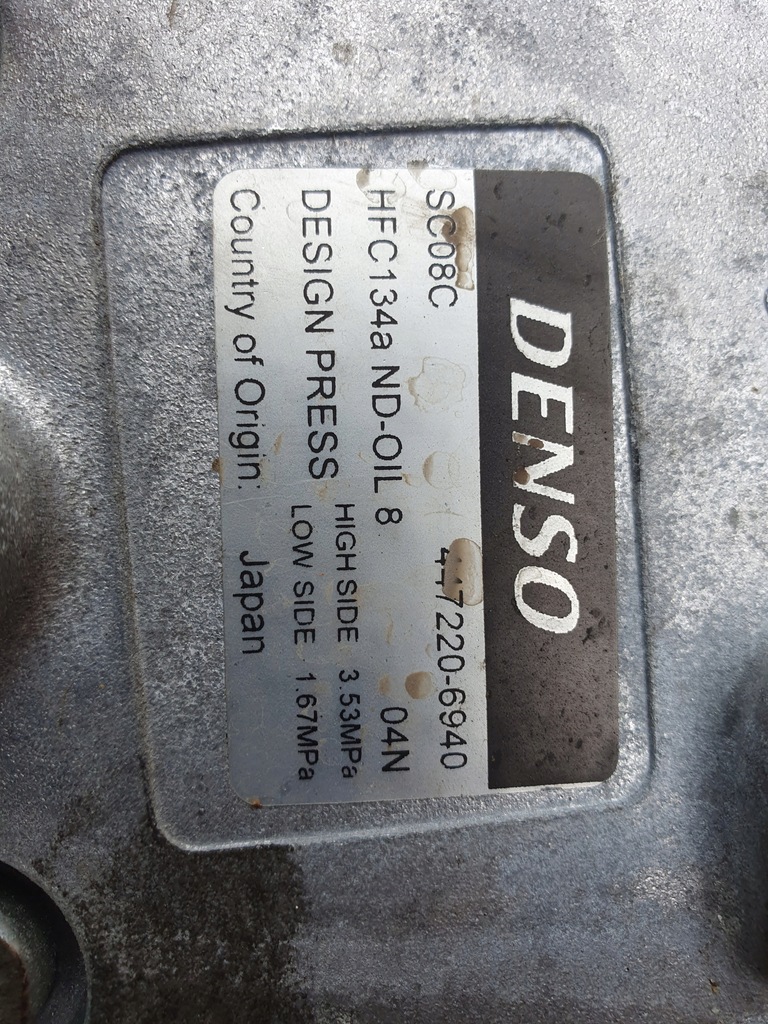 DENSO
SC08C 447220-6940
HFC134a ND-OIL 8 04N
DESIGN PRESS HIGH SIDE 3.53MPa
LOW SIDE 1.67MPa
Country of Origin: Japan